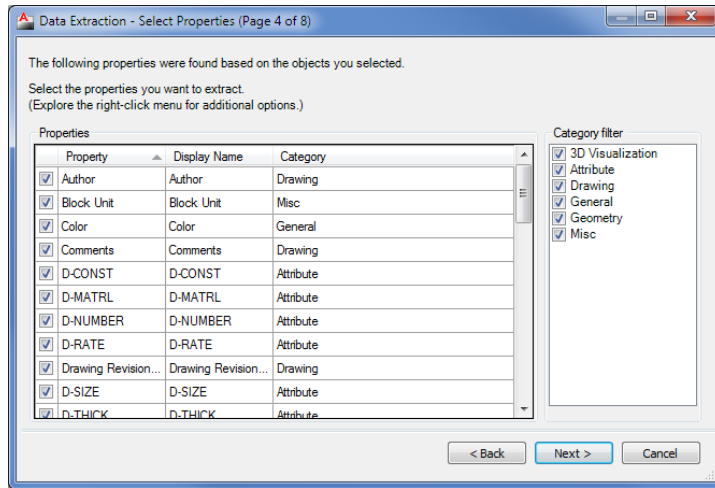 Data Extraction - Select Properties (Page 4 of 8)
The following properties were found based on the objects you selected.
Select the properties you want to extract.
(Explore the right-click menu for additional options.)
Properties
Property Display Name Category
Author Author Drawing
Block Unit Block Unit Misc
Color Color General
Comments Comments Drawing
D-CONST D-CONST Attribute
D-MATRL D-MATRL Attribute
D-NUMBER D-NUMBER Attribute
D-RATE D-RATE Attribute
Drawing Revision... Drawing Revision... Drawing
D-SIZE D-SIZE Attribute
D-THICK D-THICK Attribute
Category filter
3D Visualization
Attribute
Drawing
General
Geometry
Misc
< Back Next > Cancel